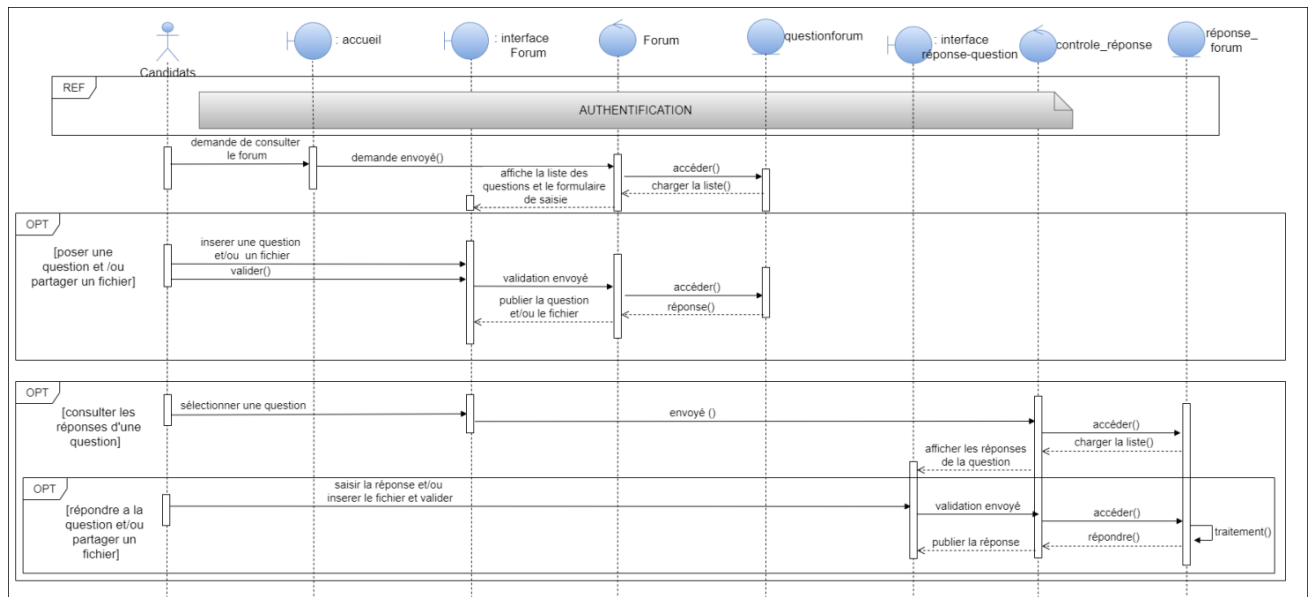 Candidats
: accueil
: interface
Forum
Forum
questionforum
: interface
réponse-question
controle_réponse
réponse_
forum
REF
AUTHENTIFICATION
demande de consulter
le forum
demande envoyé()
affiche la liste des
questions et le formulaire
de saisie
accéder()
charger la liste()
OPT
[poser une
question et /ou
partager un fichier]
inserer une question
et/ou un fichier
valider()
validation envoyé
publier la question
et/ou le fichier
accéder()
réponse()
OPT
[consulter les
réponses d'une
question]
sélectionner une question
envoyé ()
accéder()
charger la liste()
afficher les réponses
de la question
OPT
[répondre a la
question et/ou
partager un
fichier]
saisir la réponse et/ou
inserer le fichier et valider
validation envoyé
accéder()
traitement()
répondre()
publier la réponse